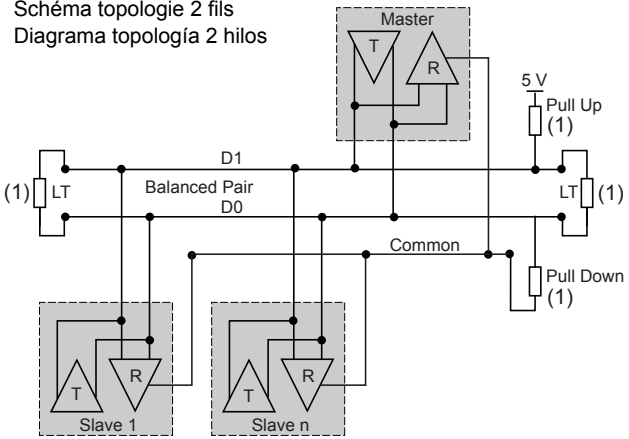 Schéma topologie 2 fils
Diagrama topología 2 hilos
Master
T
R
5 V
Pull Up
(1)
D1
(1)
LT
Balanced Pair
LT
(1)
D0
Common
Pull Down
(1)
T
R
T
R
Slave 1
Slave n